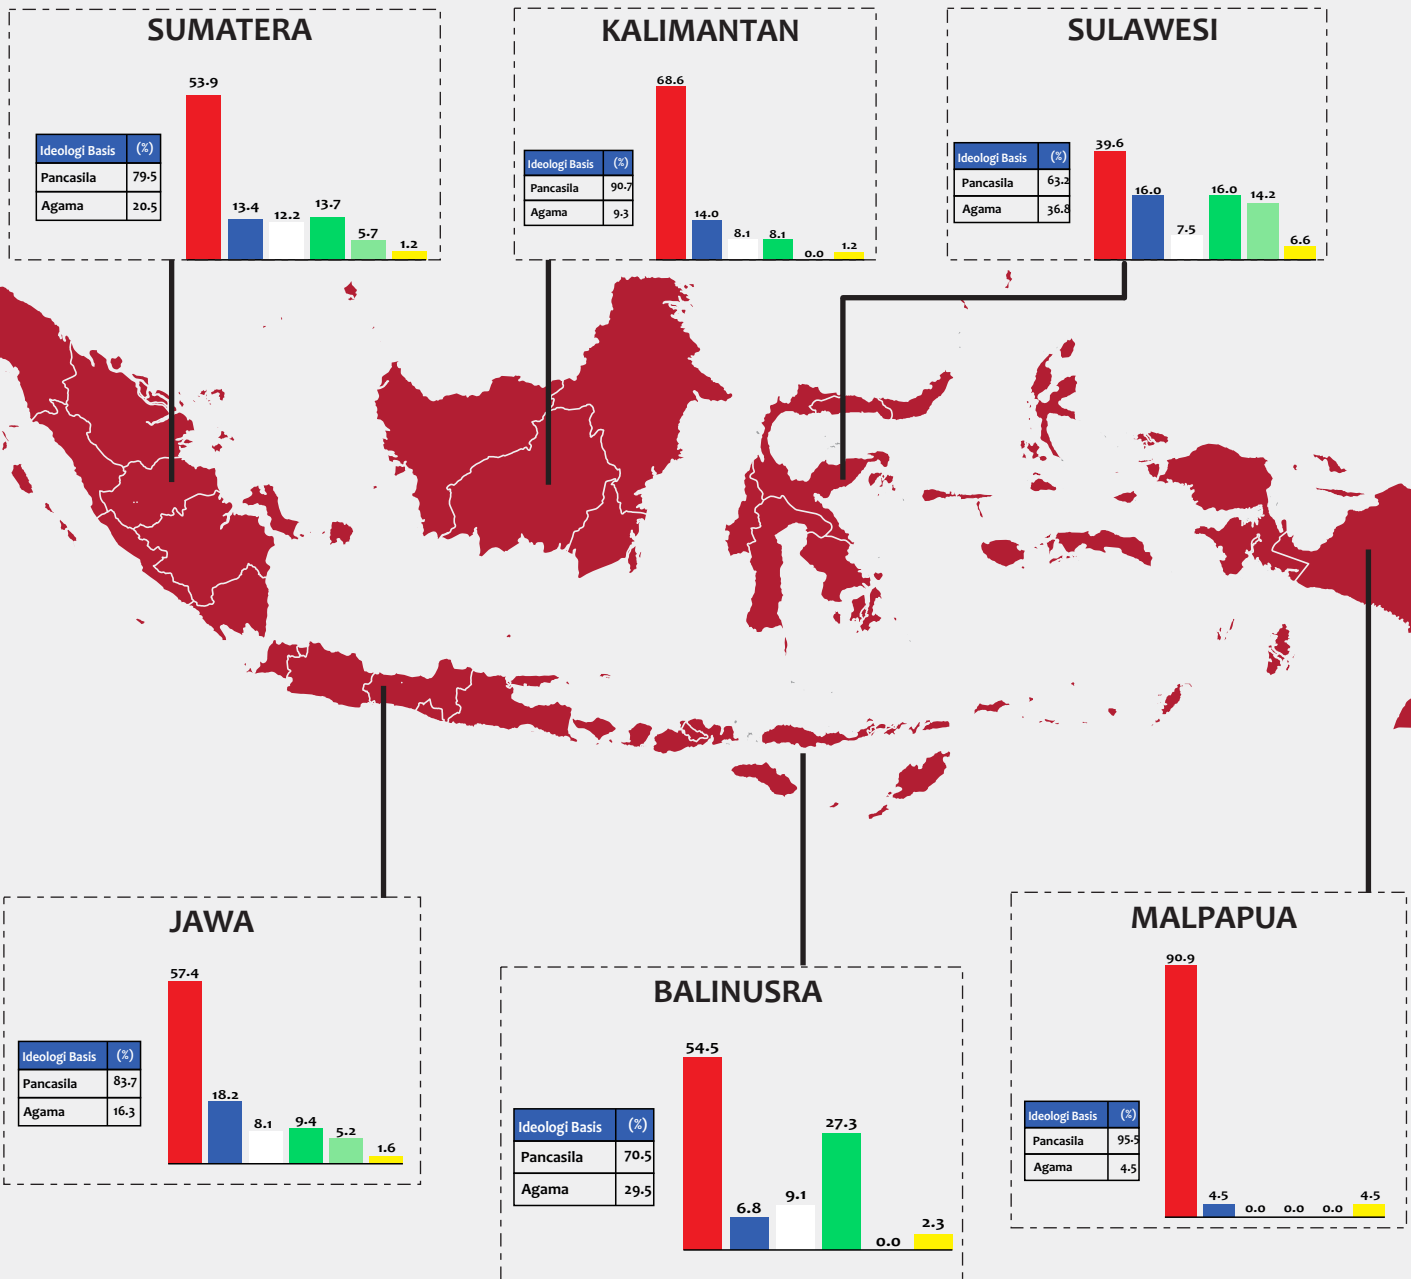 SUMATERA
53.9
13.4
12.2
13.7
5.7
1.2
Ideologi Basis (%)
Pancasila 79.5
Agama 20.5
KALIMANTAN
68.6
14.0
8.1
8.1
0.0
1.2
Ideologi Basis (%)
Pancasila 90.7
Agama 9.3
SULAWESI
39.6
16.0
7.5
16.0
14.2
6.6
Ideologi Basis (%)
Pancasila 63.2
Agama 36.8
JAWA
57.4
18.2
8.1
9.4
5.2
1.6
Ideologi Basis (%)
Pancasila 83.7
Agama 16.3
BALINUSRA
54.5
6.8
9.1
27.3
0.0
2.3
Ideologi Basis (%)
Pancasila 70.5
Agama 29.5
MALPAPUA
90.9
4.5
0.0
0.0
0.0
4.5
Ideologi Basis (%)
Pancasila 95.5
Agama 4.5